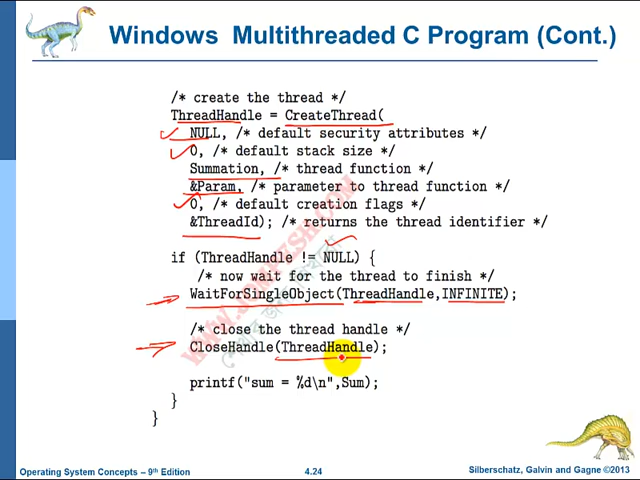 Windows  Multithreaded C Program (Cont.)
/* create the thread */
ThreadHandle = CreateThread(
NULL, /* default security attributes */
0, /* default stack size */
Summation, /* thread function */
&Param, /* parameter to thread function */
0, /* default creation flags */
&ThreadId); /* returns the thread identifier */
if (ThreadHandle != NULL) {
/* now wait for the thread to finish */
WaitForSingleObject(ThreadHandle,INFINITE);
/* close the thread handle */
CloseHandle(ThreadHandle);
printf("sum = %d\n",Sum);
}
}
Operating System Concepts – 9th Edition
4.24
Silberschatz, Galvin and Gagne ©2013